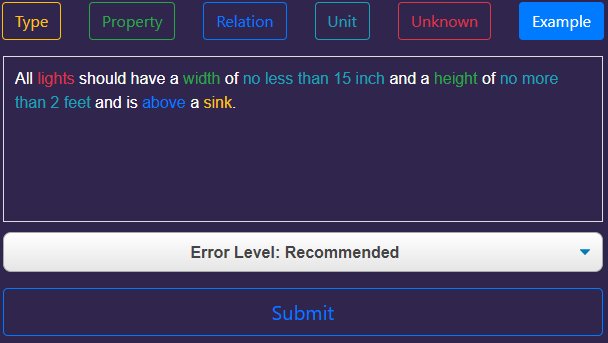 Type Property Relation Unit Unknown Example
All lights should have a width of no less than 15 inch and a height of no more
than 2 feet and is above a sink.
Error Level: Recommended
Submit